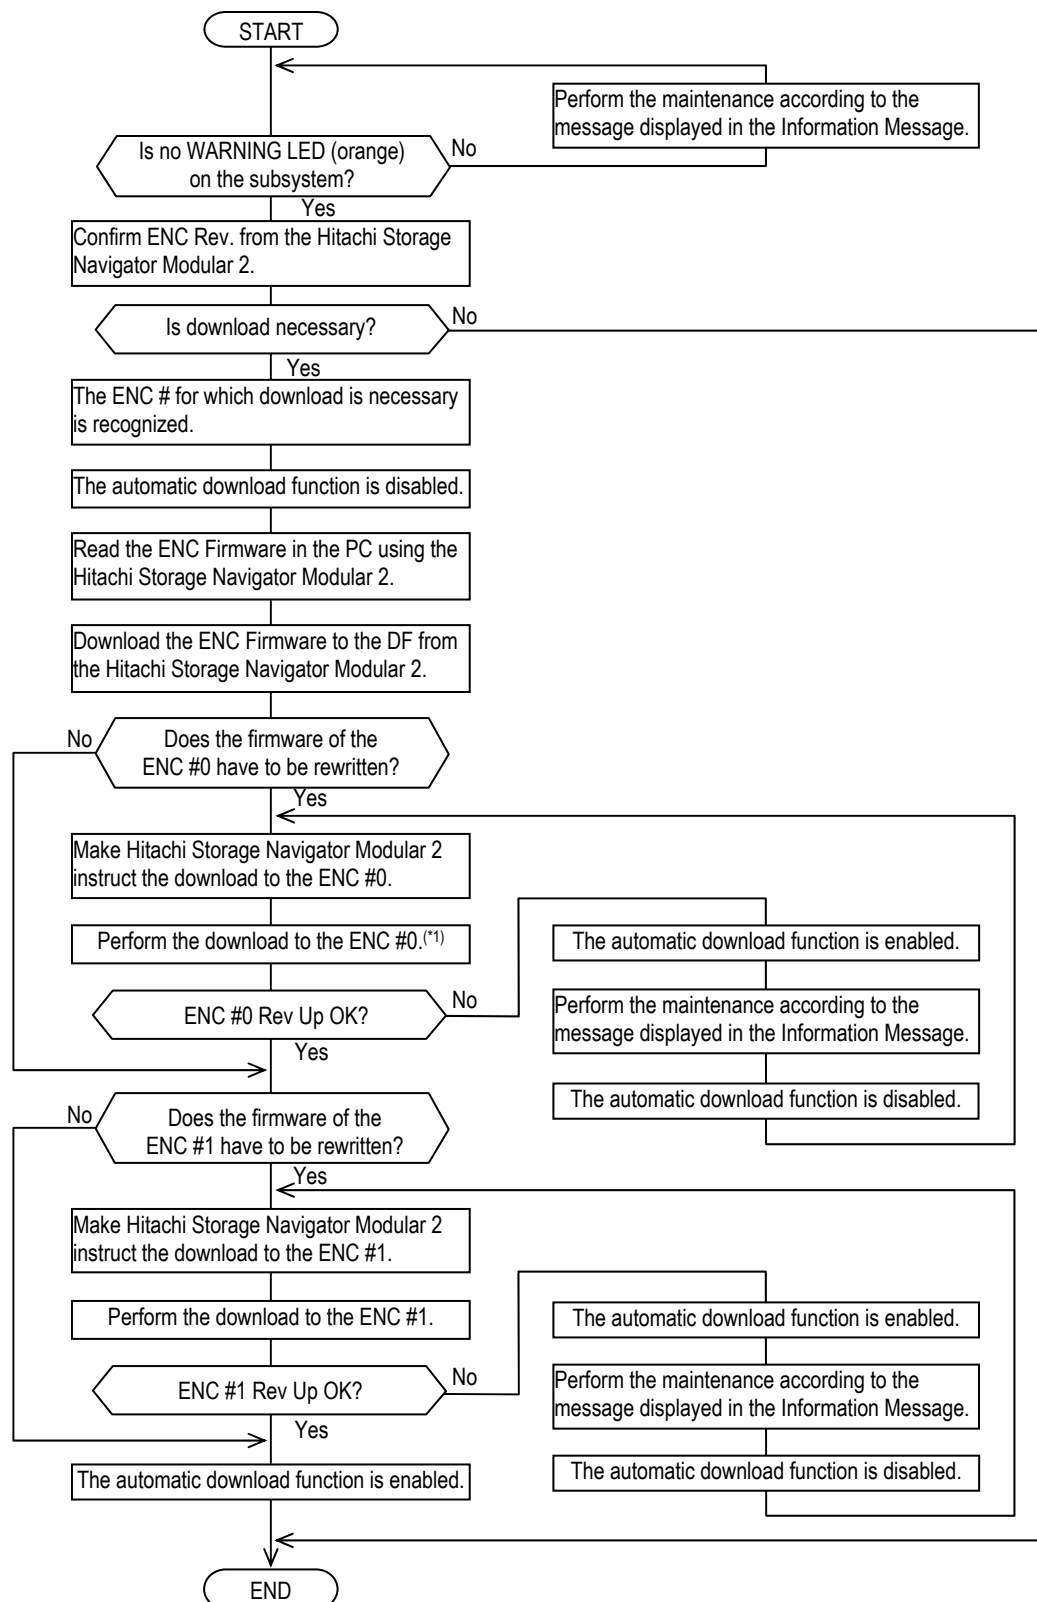 START
Perform the maintenance according to the
message displayed in the Information Message.
Is no WARNING LED (orange)
on the subsystem?
No
Yes
Confirm ENC Rev. from the Hitachi Storage
Navigator Modular 2.
Is download necessary?
No
Yes
The ENC # for which download is necessary
is recognized.
The automatic download function is disabled.
Read the ENC Firmware in the PC using the
Hitachi Storage Navigator Modular 2.
Download the ENC Firmware to the DF from
the Hitachi Storage Navigator Modular 2.
No
Does the firmware of the
ENC #0 have to be rewritten?
Yes
Make Hitachi Storage Navigator Modular 2
instruct the download to the ENC #0.
Perform the download to the ENC #0.(*1)
ENC #0 Rev Up OK?
No
Yes
The automatic download function is enabled.
Perform the maintenance according to the
message displayed in the Information Message.
The automatic download function is disabled.
No
Does the firmware of the
ENC #1 have to be rewritten?
Yes
Make Hitachi Storage Navigator Modular 2
instruct the download to the ENC #1.
Perform the download to the ENC #1.
ENC #1 Rev Up OK?
No
Yes
The automatic download function is enabled.
Perform the maintenance according to the
message displayed in the Information Message.
The automatic download function is disabled.
The automatic download function is enabled.
END